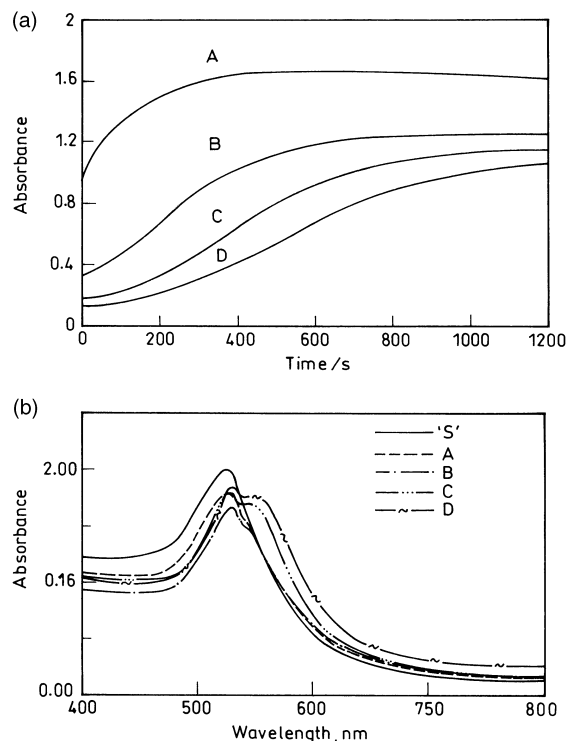 (a)
2
1.6
1.2
0.8
0.4
0
Absorbance
A
B
C
D
0 200 400 600 800 1000 1200
Time/s
(b)
2.00
0.16
0.00
Absorbance
'S'
A
B
C
D
400 500 600 750 800
Wavelength, nm